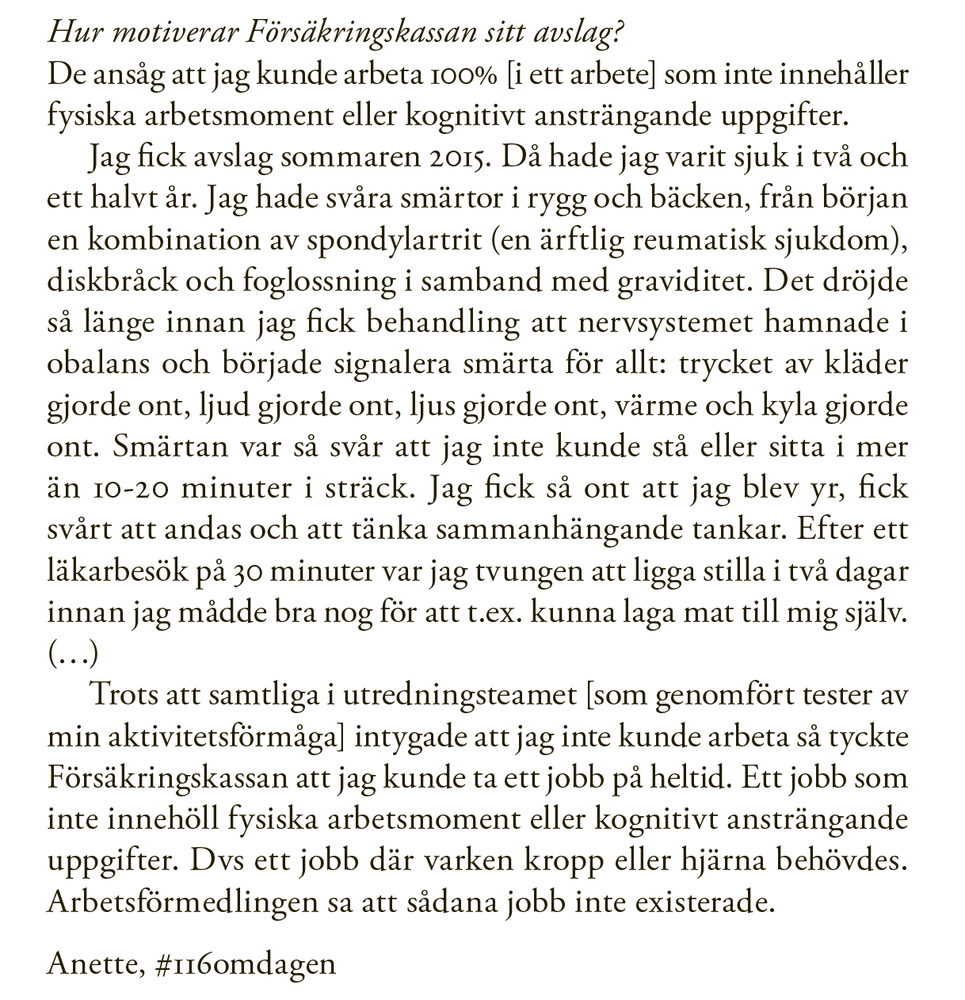 Hur motiverar Försäkringskassan sitt avslag?
De ansåg att jag kunde arbeta 100% [i ett arbete] som inte innehåller
fysiska arbetsmoment eller kognitivt ansträngande uppgifter.
Jag fick avslag sommaren 2015. Då hade jag varit sjuk i två och
ett halvt år. Jag hade svåra smärtor i rygg och bäcken, från början
en kombination av spondylartrit (en ärftlig reumatisk sjukdom),
diskbråck och foglossning i samband med graviditet. Det dröjde
så länge innan jag fick behandling att nervsystemet hamnade i
obalans och började signalera smärta för allt: trycket av kläder
gjorde ont, ljud gjorde ont, ljus gjorde ont, värme och kyla gjorde
ont. Smärtan var så svår att jag inte kunde stå eller sitta i mer
än 10-20 minuter i sträck. Jag fick så ont att jag blev yr, fick
svårt att andas och att tänka sammanhängande tankar. Efter ett
läkarbesök på 30 minuter var jag tvungen att ligga stilla i två dagar
innan jag mådde bra nog för att t.ex. kunna laga mat till mig själv.
(…)
Trots att samtliga i utredningsteamet [som genomfört tester av
min aktivitetsförmåga] intygade att jag inte kunde arbeta så tyckte
Försäkringskassan att jag kunde ta ett jobb på heltid. Ett jobb som
inte innehöll fysiska arbetsmoment eller kognitivt ansträngande
uppgifter. Dvs ett jobb där varken kropp eller hjärna behövdes.
Arbetsförmedlingen sa att sådana jobb inte existerade.
Anette, #116omdagen